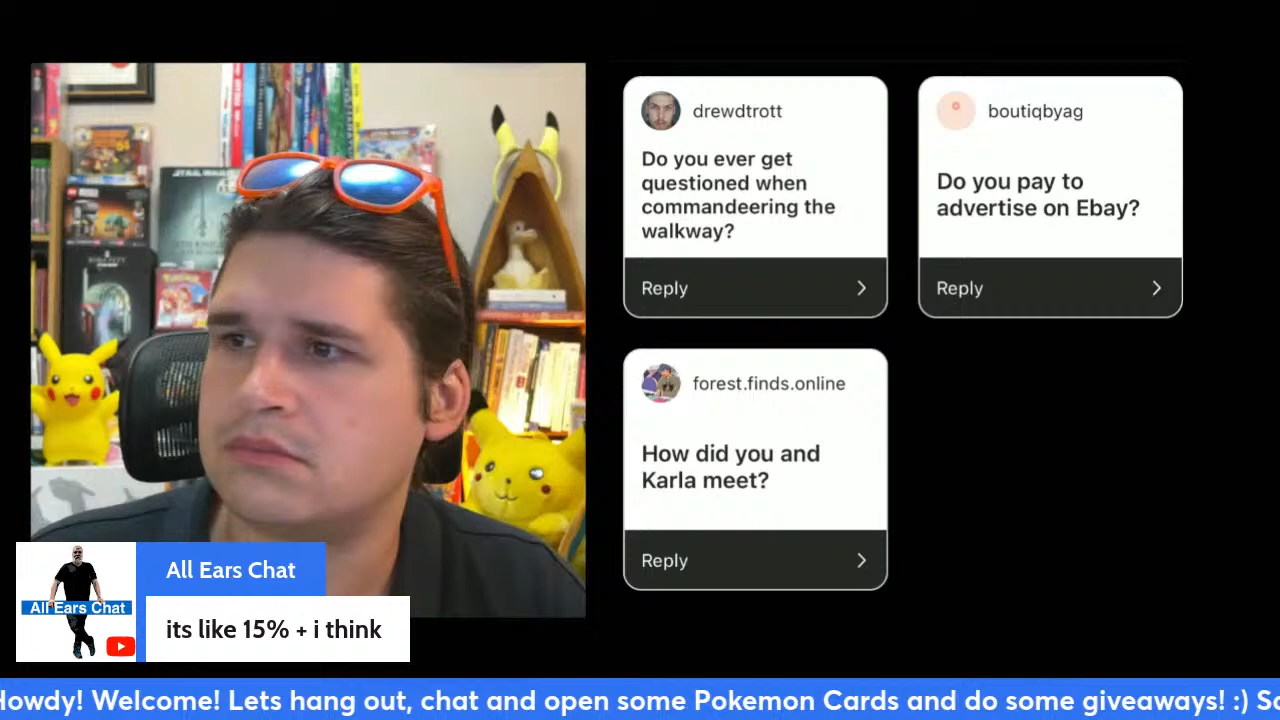 drewtrott
Do you ever get
questioned when
commandeering the
walkway?
Reply
boutiqbyag
Do you pay to
advertise on Ebay?
Reply
forest.finds.online
How did you and
Karla meet?
Reply
All Ears Chat
All Ears Chat
its like 15% + i think
Howdy! Welcome! Lets hang out, chat and open some Pokemon Cards and do some giveaways! :) So